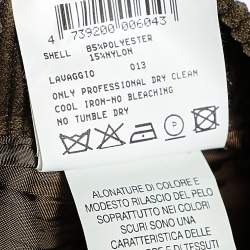 4 739200 006043
SHELL 85%POLYESTER
15%NYLON
LAVAGGIO 013
ONLY PROFESSIONAL DRY CLEAN
COOL IRON-NO BLEACHING
NO TUMBLE DRY
ALONATURE DI COLORE E
MODESTO RILASCIO DEL PELO
SOPRATTUTTO NEI COLORI
SCURI SONO UNA
CARATTERISTICA DELLE